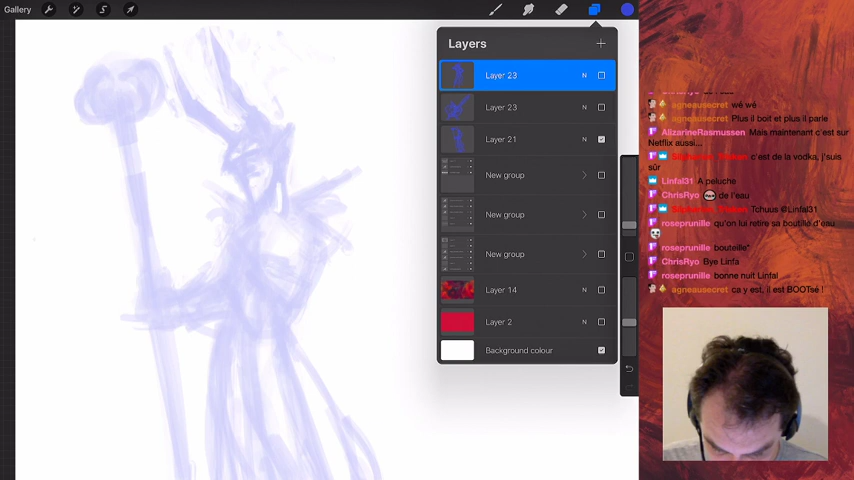 Gallery
Layers
Layer 23 N
Layer 23 N
Layer 21 N
New group
New group
New group
Layer 14 N
Layer 2 N
Background colour
agneausecret wé wé
agneausecret Plus il boit et plus il parle
AlizarineRasmussen Mais maintenant c'est sur
Netflix aussi...
c'est de la vodka, j'suis
sûr
Linfal31 A peluche
ChrisRyo de l'eau
Tchuus @Linfal31
roseprunille qu'on lui retire sa boutille d'eau
roseprunille bouteille*
ChrisRyo Bye Linfa
roseprunille bonne nuit Linfal
agneausecret ca y est, il est BOOTsé !